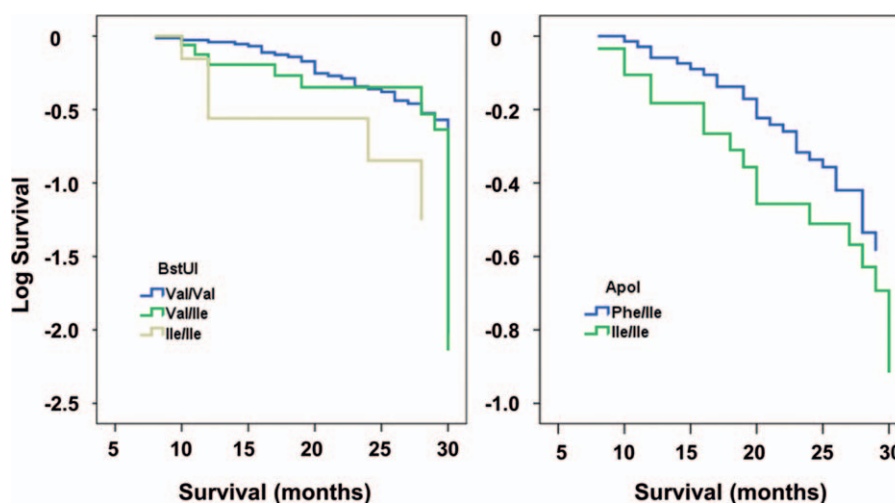 Log Survival
0
-0.5
-1.0
-1.5
-2.0
-2.5
BstUI
Val/Val
Val/Ile
Ile/Ile
5 10 15 20 25 30
Survival (months)
0
-0.2
-0.4
-0.6
-0.8
-1.0
ApoI
Phe/Ile
Ile/Ile
5 10 15 20 25 30
Survival (months)